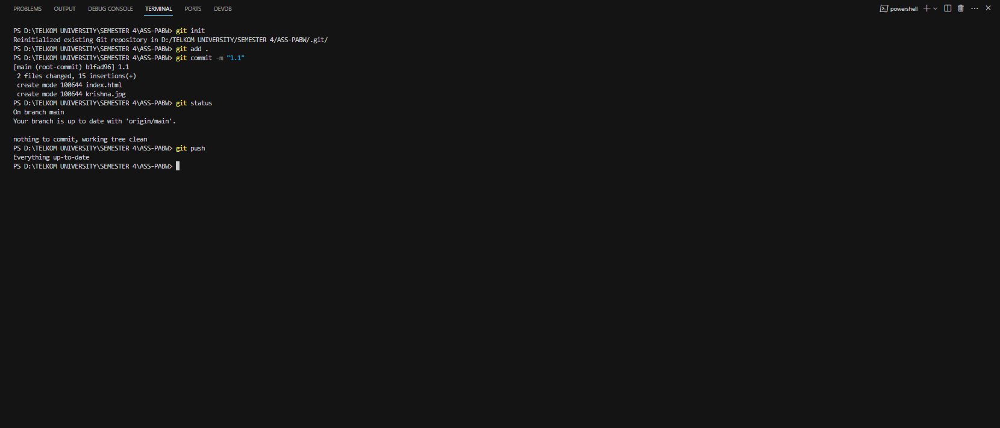 PROBLEMS OUTPUT DEBUG CONSOLE TERMINAL PORTS DEVDB powershell
PS D:\TELKOM UNIVERSITY\SEMESTER 4\ASS-PABW> git init
Reinitialized existing Git repository in D:/TELKOM UNIVERSITY/SEMESTER 4/ASS-PABW/.git/
PS D:\TELKOM UNIVERSITY\SEMESTER 4\ASS-PABW> git add .
PS D:\TELKOM UNIVERSITY\SEMESTER 4\ASS-PABW> git commit -m "1.1"
[main (root-commit) b1fad96] 1.1
 2 files changed, 15 insertions(+)
 create mode 100644 index.html
 create mode 100644 krishna.jpg
PS D:\TELKOM UNIVERSITY\SEMESTER 4\ASS-PABW> git status
On branch main
Your branch is up to date with 'origin/main'.

nothing to commit, working tree clean
PS D:\TELKOM UNIVERSITY\SEMESTER 4\ASS-PABW> git push
Everything up-to-date
PS D:\TELKOM UNIVERSITY\SEMESTER 4\ASS-PABW>